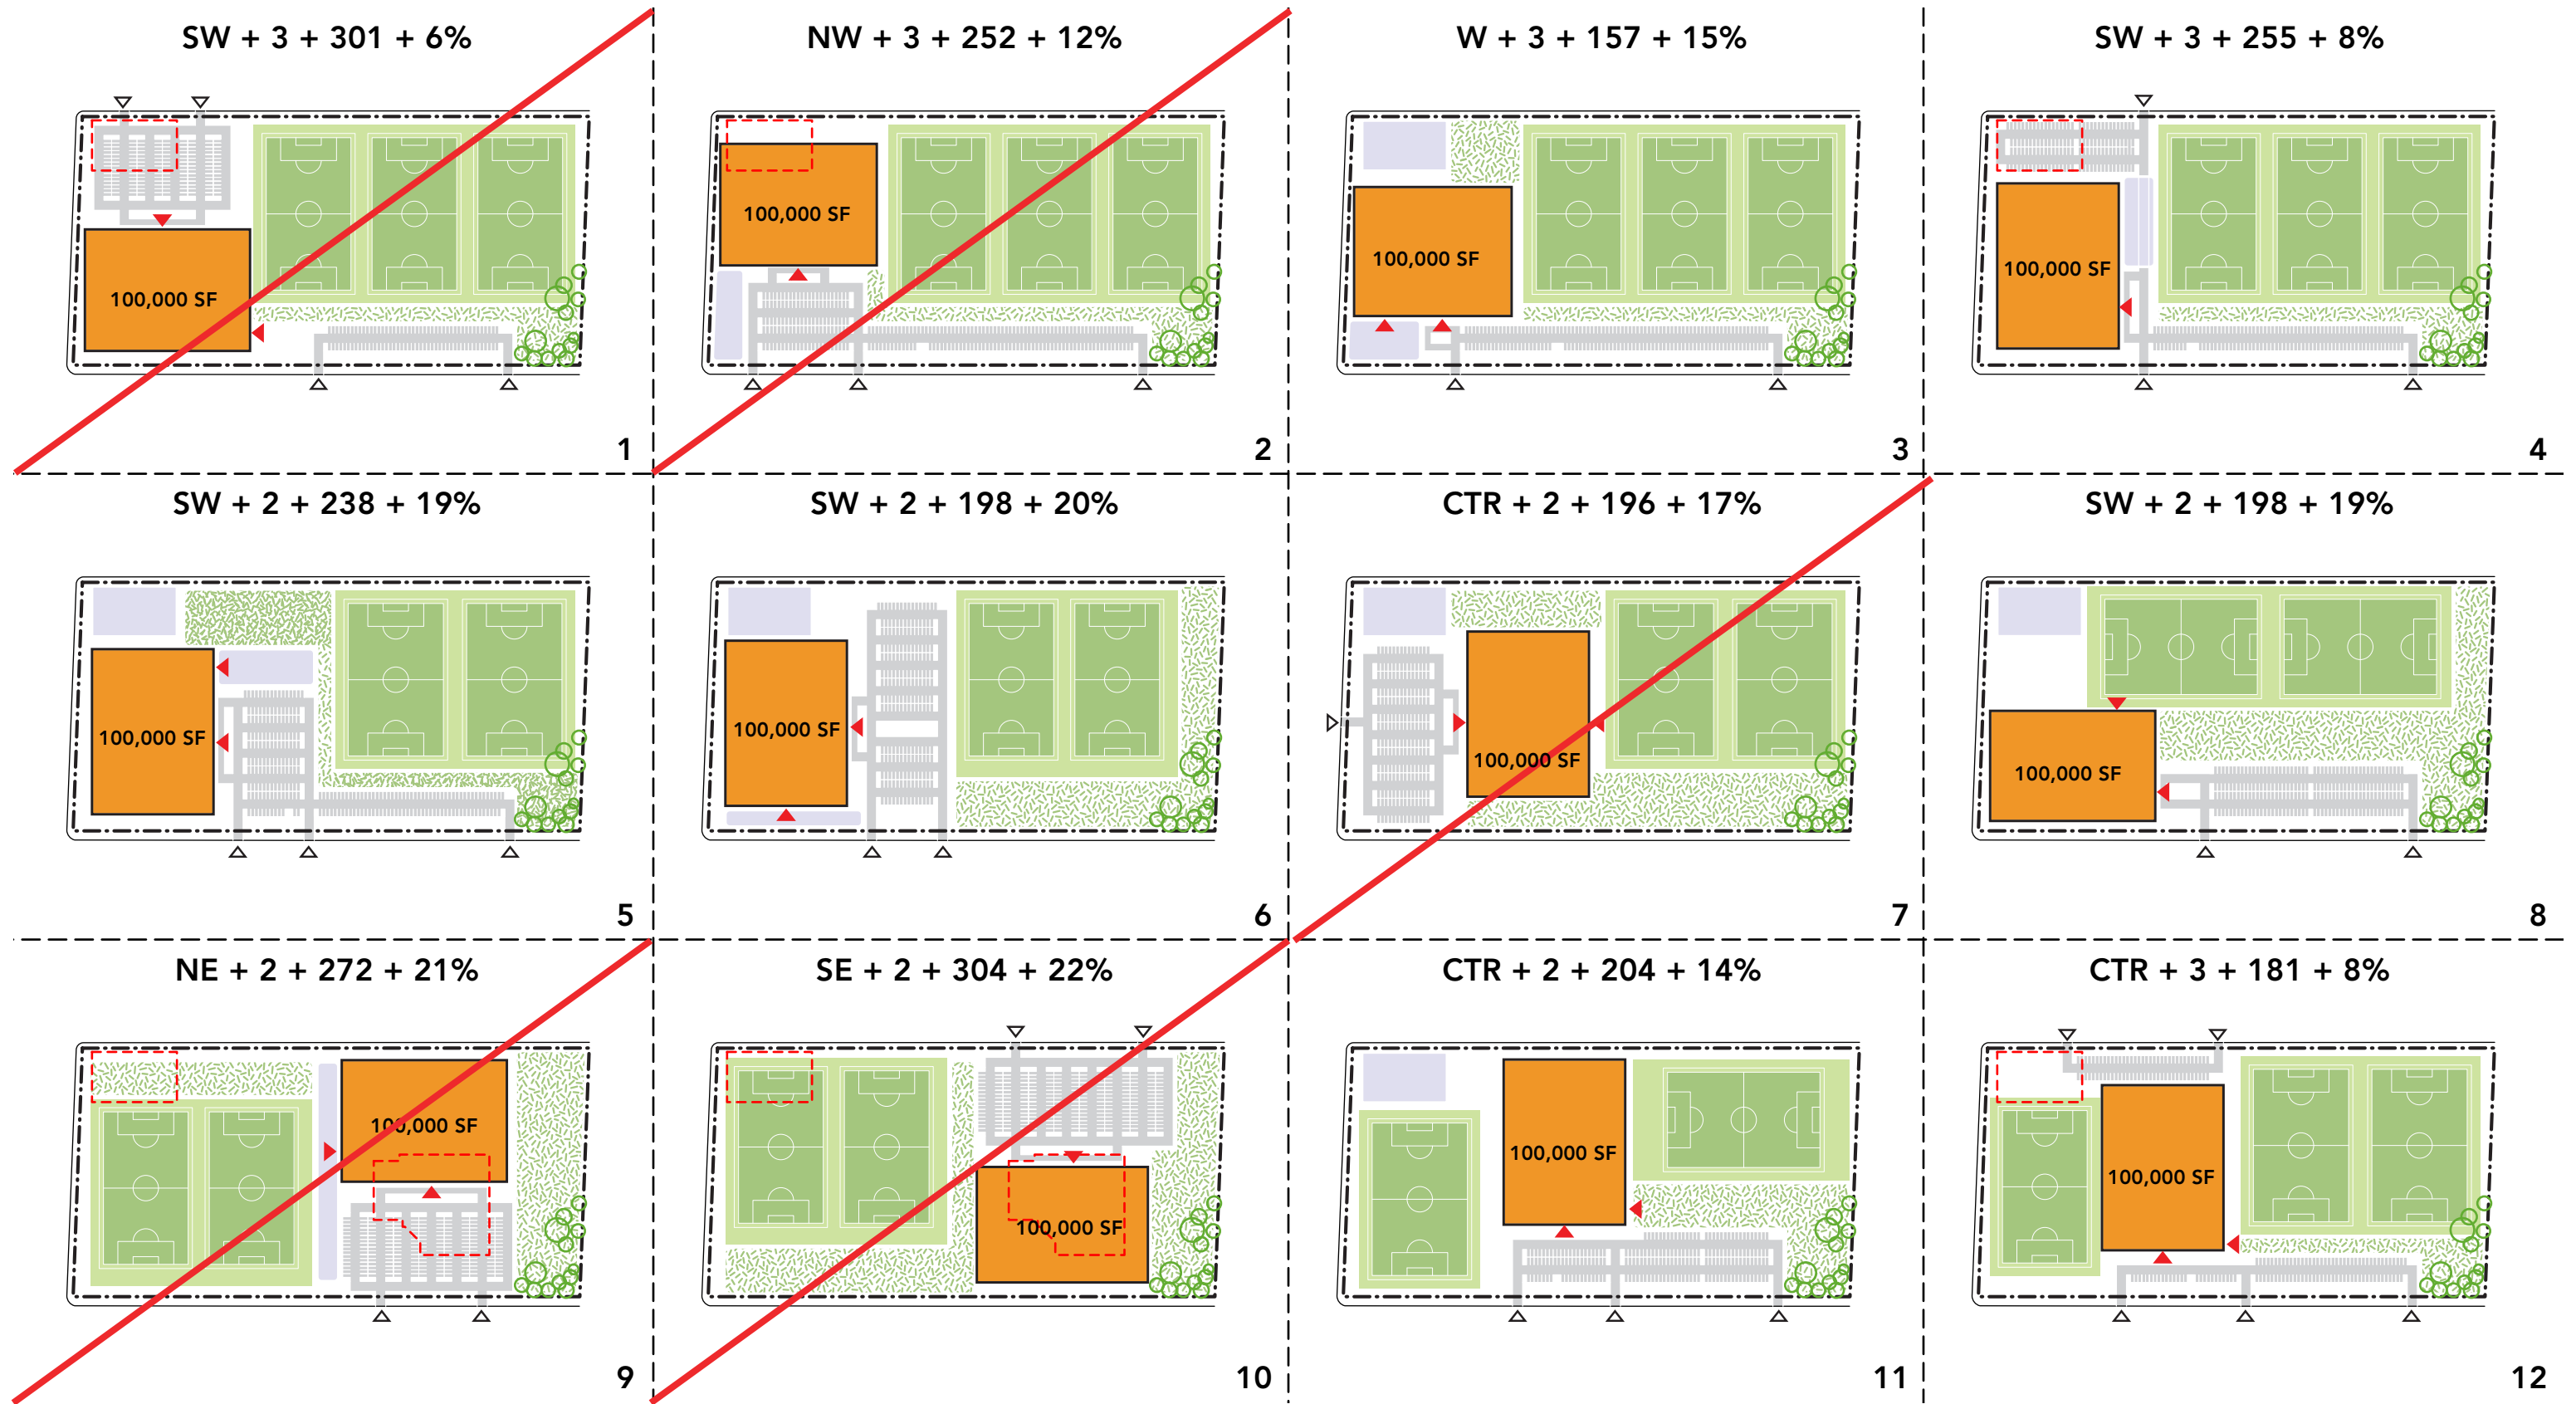 SW + 3 + 301 + 6%
100,000 SF
1
NW + 3 + 252 + 12%
100,000 SF
2
W + 3 + 157 + 15%
100,000 SF
3
SW + 3 + 255 + 8%
100,000 SF
4
SW + 2 + 238 + 19%
100,000 SF
5
SW + 2 + 198 + 20%
100,000 SF
6
CTR + 2 + 196 + 17%
100,000 SF
7
SW + 2 + 198 + 19%
100,000 SF
8
NE + 2 + 272 + 21%
100,000 SF
9
SE + 2 + 304 + 22%
100,000 SF
10
CTR + 2 + 204 + 14%
100,000 SF
11
CTR + 3 + 181 + 8%
100,000 SF
12